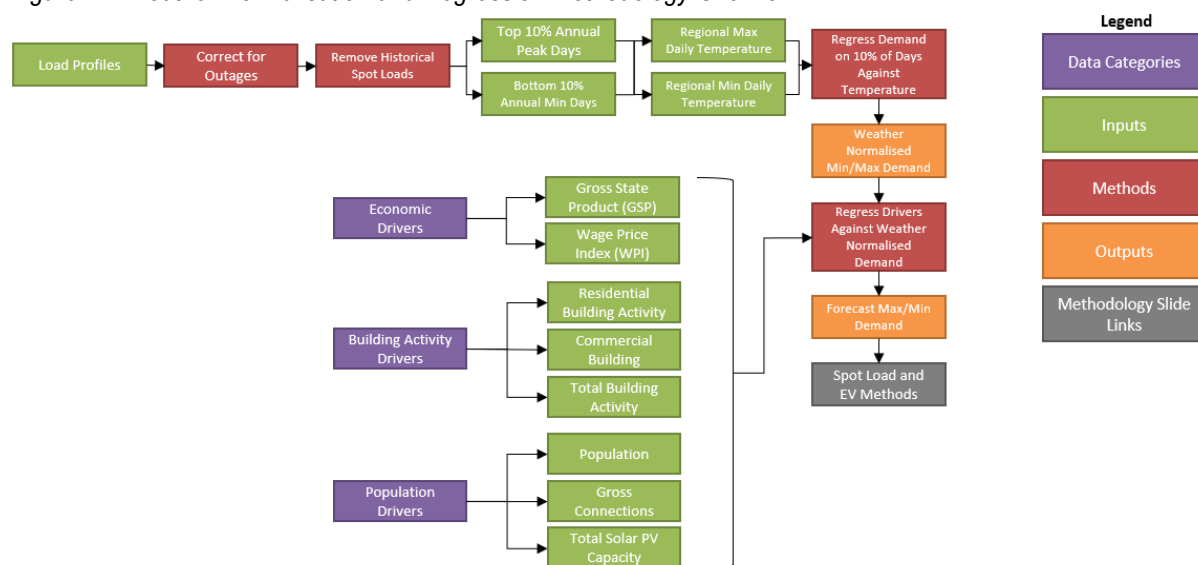 Legend
Load Profiles
Correct for
Outages
Remove Historical
Spot Loads
Top 10% Annual
Peak Days
Bottom 10%
Annual Min Days
Regional Max
Daily Temperature
Regional Min Daily
Temperature
Regress Demand
on 10% of Days
Against
Temperature
Weather
Normalised
Min/Max Demand
Regress Drivers
Against Weather
Normalised
Demand
Forecast Max/Min
Demand
Spot Load and
EV Methods
Economic
Drivers
Gross State
Product (GSP)
Wage Price
Index (WPI)
Building Activity
Drivers
Residential
Building Activity
Commercial
Building
Total Building
Activity
Population
Drivers
Population
Gross
Connections
Total Solar PV
Capacity
Data Categories
Inputs
Methods
Outputs
Methodology Slide
Links